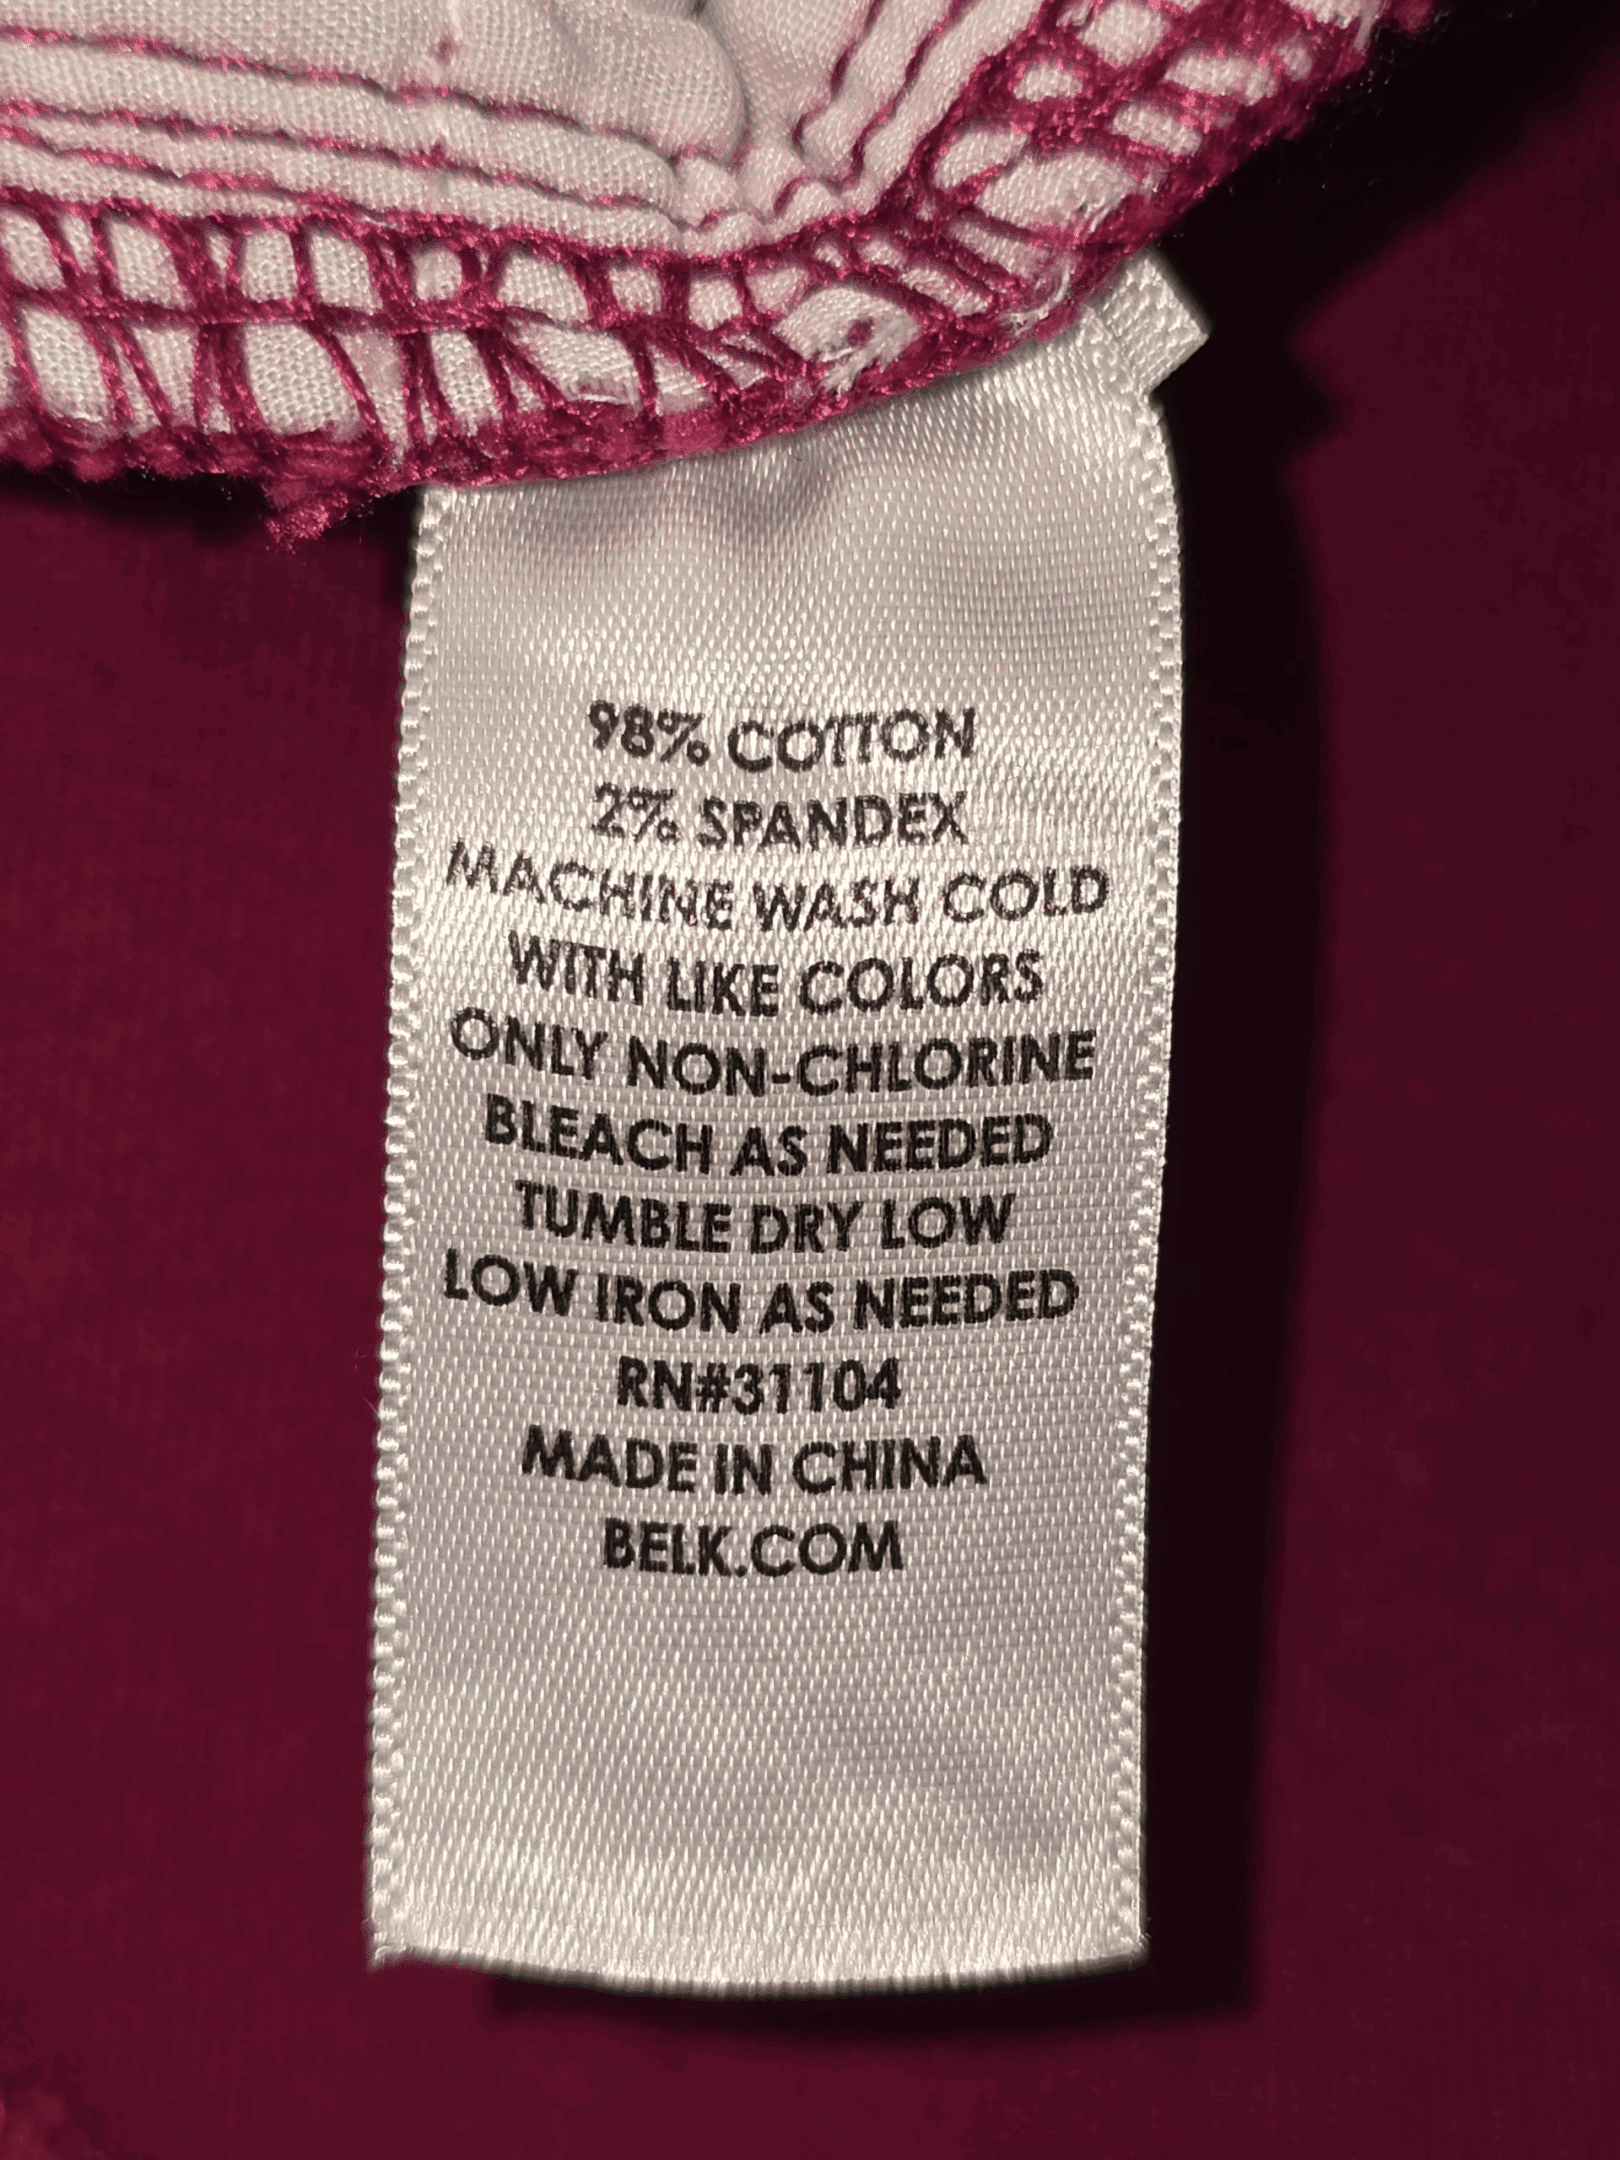 98% COTTON
2% SPANDEX
MACHINE WASH COLD
WITH LIKE COLORS
ONLY NON-CHLORINE
BLEACH AS NEEDED
TUMBLE DRY LOW
LOW IRON AS NEEDED
RN#31104
MADE IN CHINA
BELK.COM